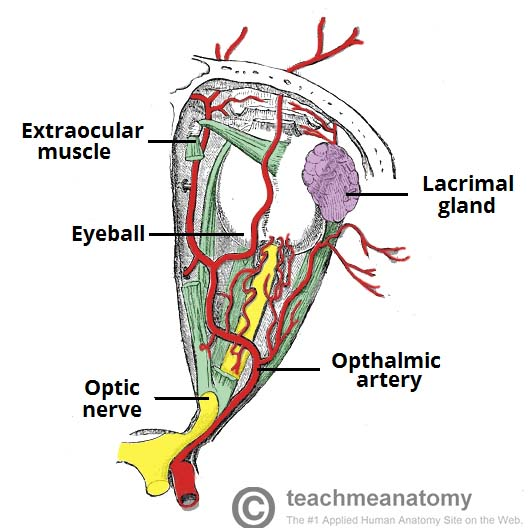 Extraocular
muscle
Lacrimal
gland
Eyeball
Opthalmic
artery
Optic
nerve
© teachmeanatomy
The #1 Applied Human Anatomy Site on the Web.